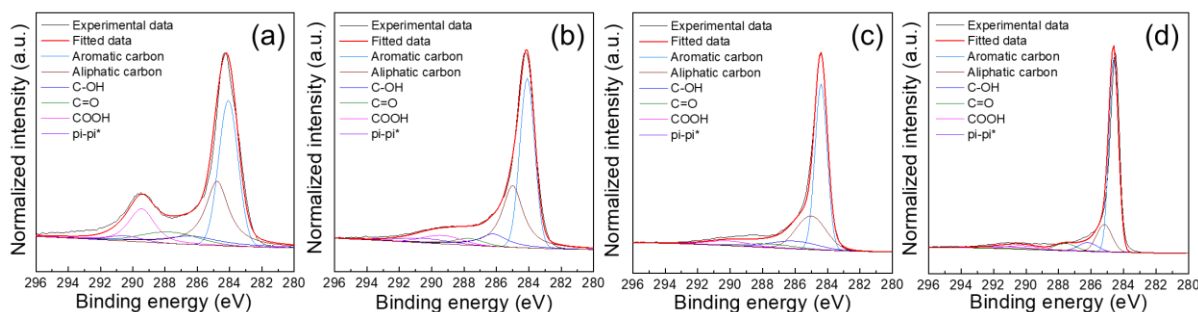 Normalized intensity (a.u.)
Experimental data
Fitted data
Aromatic carbon
Aliphatic carbon
C-OH
C=O
COOH
pi-pi*
(a)
296 294 292 290 288 286 284 282 280
Binding energy (eV)
Normalized intensity (a.u.)
Experimental data
Fitted data
Aromatic carbon
Aliphatic carbon
C-OH
C=O
COOH
pi-pi*
(b)
296 294 292 290 288 286 284 282 280
Binding energy (eV)
Normalized intensity (a.u.)
Experimental data
Fitted data
Aromatic carbon
Aliphatic carbon
C-OH
C=O
COOH
pi-pi*
(c)
296 294 292 290 288 286 284 282 280
Binding energy (eV)
Normalized intensity (a.u.)
Experimental data
Fitted data
Aromatic carbon
Aliphatic carbon
C-OH
C=O
COOH
pi-pi*
(d)
296 294 292 290 288 286 284 282 280
Binding energy (eV)